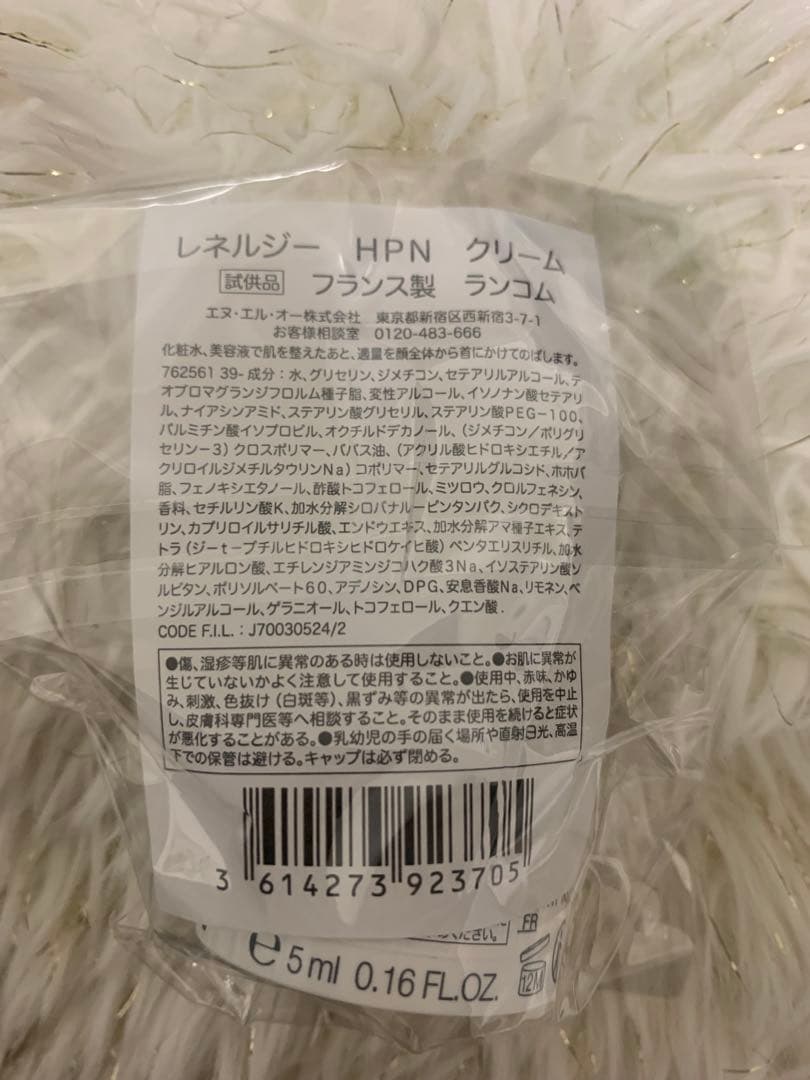 レネルジー　HPN　クリーム
試供品　フランス製　ランコム
エヌ・エル・オー株式会社　東京都新宿区西新宿3-7-1
お客様相談室　0120-483-666
化粧水、美容液で肌を整えたあと、適量を顔全体から首にかけてのばします。
762561 39- 成分：水、グリセリン、ジメチコン、セテアリルアルコール、テ
オブロマグランジフロルム種子脂、変性アルコール、イソノナン酸セテアリ
ル、ナイアシンアミド、ステアリン酸グリセリル、ステアリン酸PEG-100、
パルミチン酸イソプロピル、オクチルドデカノール、（ジメチコン／ポリグリ
セリン－3）クロスポリマー、ババス油、（アクリル酸ヒドロキシエチル／ア
クリロイルジメチルタウリンNa）コポリマー、セテアリルグルコシド、ホホバ
脂、フェノキシエタノール、酢酸トコフェロール、ミツロウ、クロルフェネシン、
香料、セチルリン酸K、加水分解シロバナルーピンタンパク、シクロデキスト
リン、カプリロイルサリチル酸、エンドウエキス、加水分解アマ種子エキス、テ
トラ（ジーt－ブチルヒドロキシヒドロケイヒ酸）ペンタエリスリチル、加水
分解ヒアルロン酸、エチレンジアミンジコハク酸3Na、イソステアリン酸ソ
ルビタン、ポリソルベート60、アデノシン、DPG、安息香酸Na、リモネン、ベ
ンジルアルコール、ゲラニオール、トコフェロール、クエン酸 .
CODE F.I.L. : J70030524/2
●傷、湿疹等肌に異常のある時は使用しないこと。●お肌に異常が
生じていないかよく注意して使用すること。●使用中、赤味、かゆ
み、刺激、色抜け（白斑等）、黒ずみ等の異常が出たら、使用を中止
し、皮膚科専門医等へ相談すること。そのまま使用を続けると症状
が悪化することがある。●乳幼児の手の届く場所や直射日光、高温
下での保管は避ける。キャップは必ず閉める。
3 614273 923705
ください。 FR
e 5ml 0.16 FL.OZ. 12M